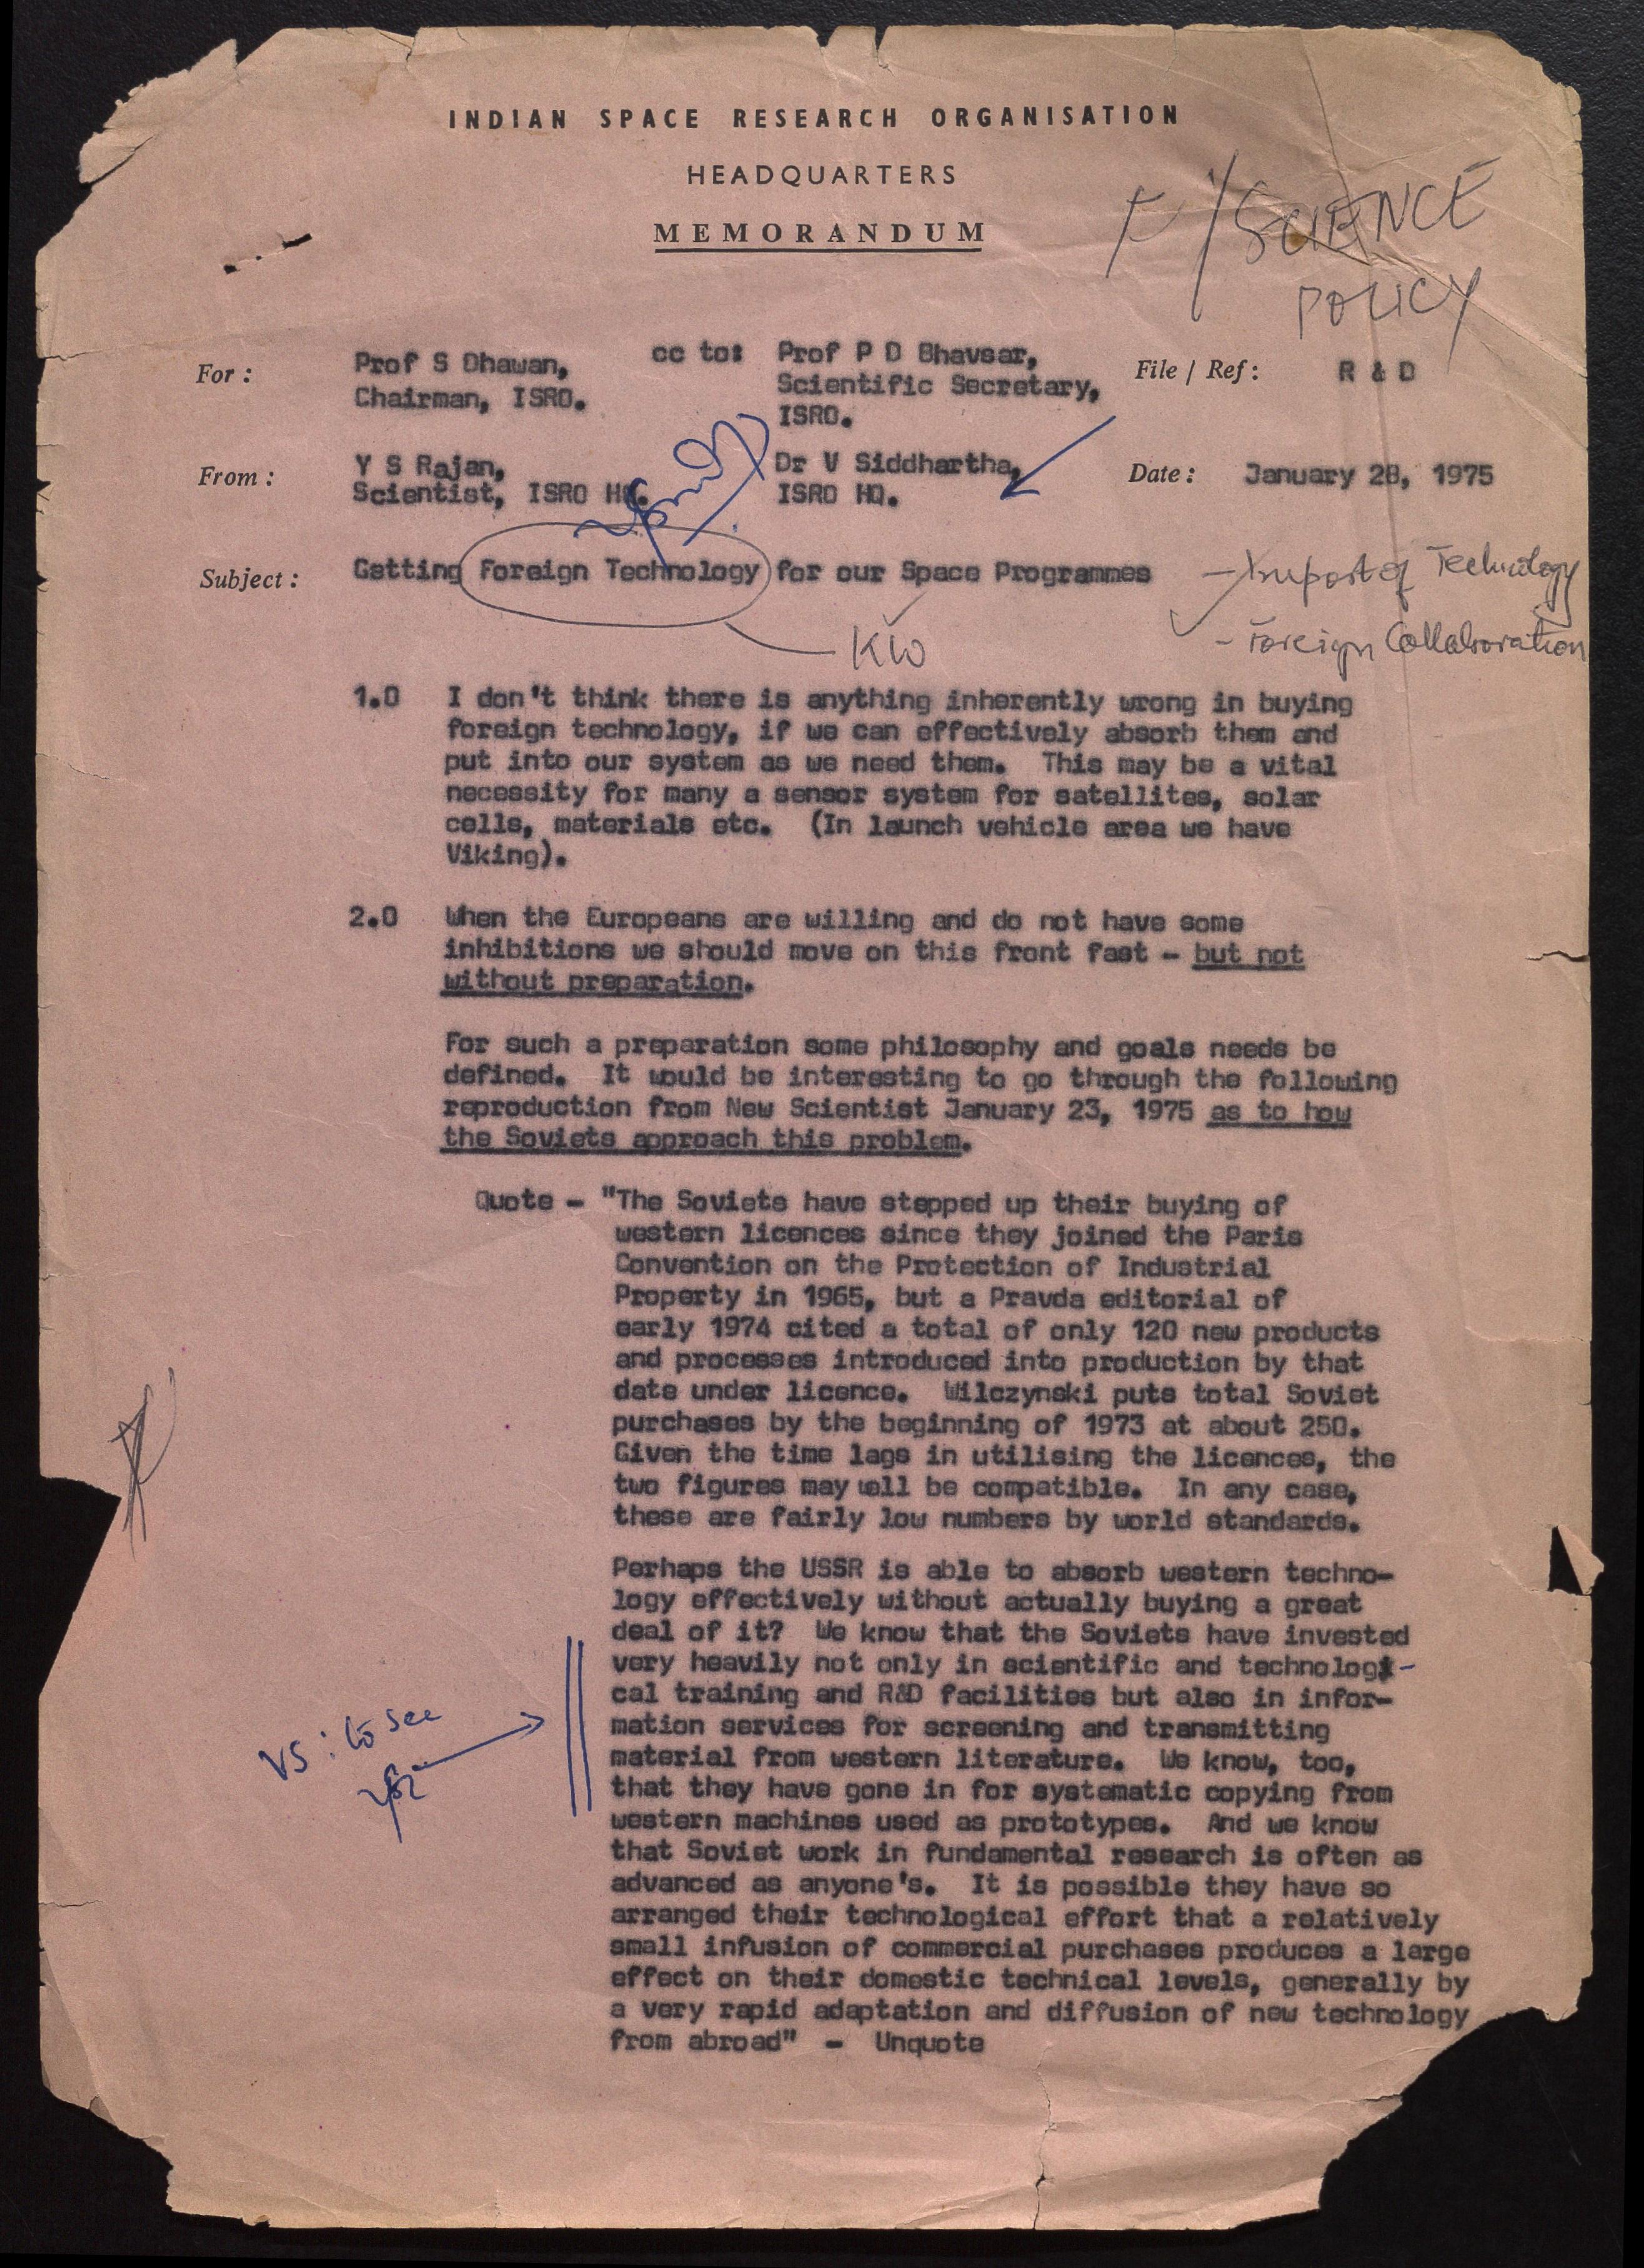 INDIAN SPACE RESEARCH ORGANISATION
HEADQUARTERS
MEMORANDUM
F/SCIENCE
POLICY
For : Prof S Dhawan, cc to: Prof P D Bhavsar, File / Ref : R & D
Chairman, ISRO. Scientific Secretary,
ISRO.
From : Y S Rajan, Dr V Siddhartha, Date : January 28, 1975
Scientist, ISRO HQ. ISRO HQ.
Subject : Getting Foreign Technology for our Space Programmes
- Import of Technology
- Foreign Collaboration
KW
1.0 I don't think there is anything inherently wrong in buying
foreign technology, if we can effectively absorb them and
put into our system as we need them. This may be a vital
necessity for many a sensor system for satellites, solar
cells, materials etc. (In launch vehicle area we have
Viking).
2.0 When the Europeans are willing and do not have some
inhibitions we should move on this front fast - but not
without preparation.
For such a preparation some philosophy and goals needs be
defined. It would be interesting to go through the following
reproduction from New Scientist January 23, 1975 as to how
the Soviets approach this problem.
Quote - "The Soviets have stepped up their buying of
western licences since they joined the Paris
Convention on the Protection of Industrial
Property in 1965, but a Pravda editorial of
early 1974 cited a total of only 120 new products
and processes introduced into production by that
date under licence. Wilczynski puts total Soviet
purchases by the beginning of 1973 at about 250.
Given the time lags in utilising the licences, the
two figures may well be compatible. In any case,
these are fairly low numbers by world standards.
Perhaps the USSR is able to absorb western techno-
logy effectively without actually buying a great
deal of it? We know that the Soviets have invested
very heavily not only in scientific and technologi-
cal training and R&D facilities but also in infor-
mation services for screening and transmitting
material from western literature. We know, too,
that they have gone in for systematic copying from
western machines used as prototypes. And we know
that Soviet work in fundamental research is often as
advanced as anyone's. It is possible they have so
arranged their technological effort that a relatively
small infusion of commercial purchases produces a large
effect on their domestic technical levels, generally by
a very rapid adaptation and diffusion of new technology
from abroad" - Unquote
VS : to see